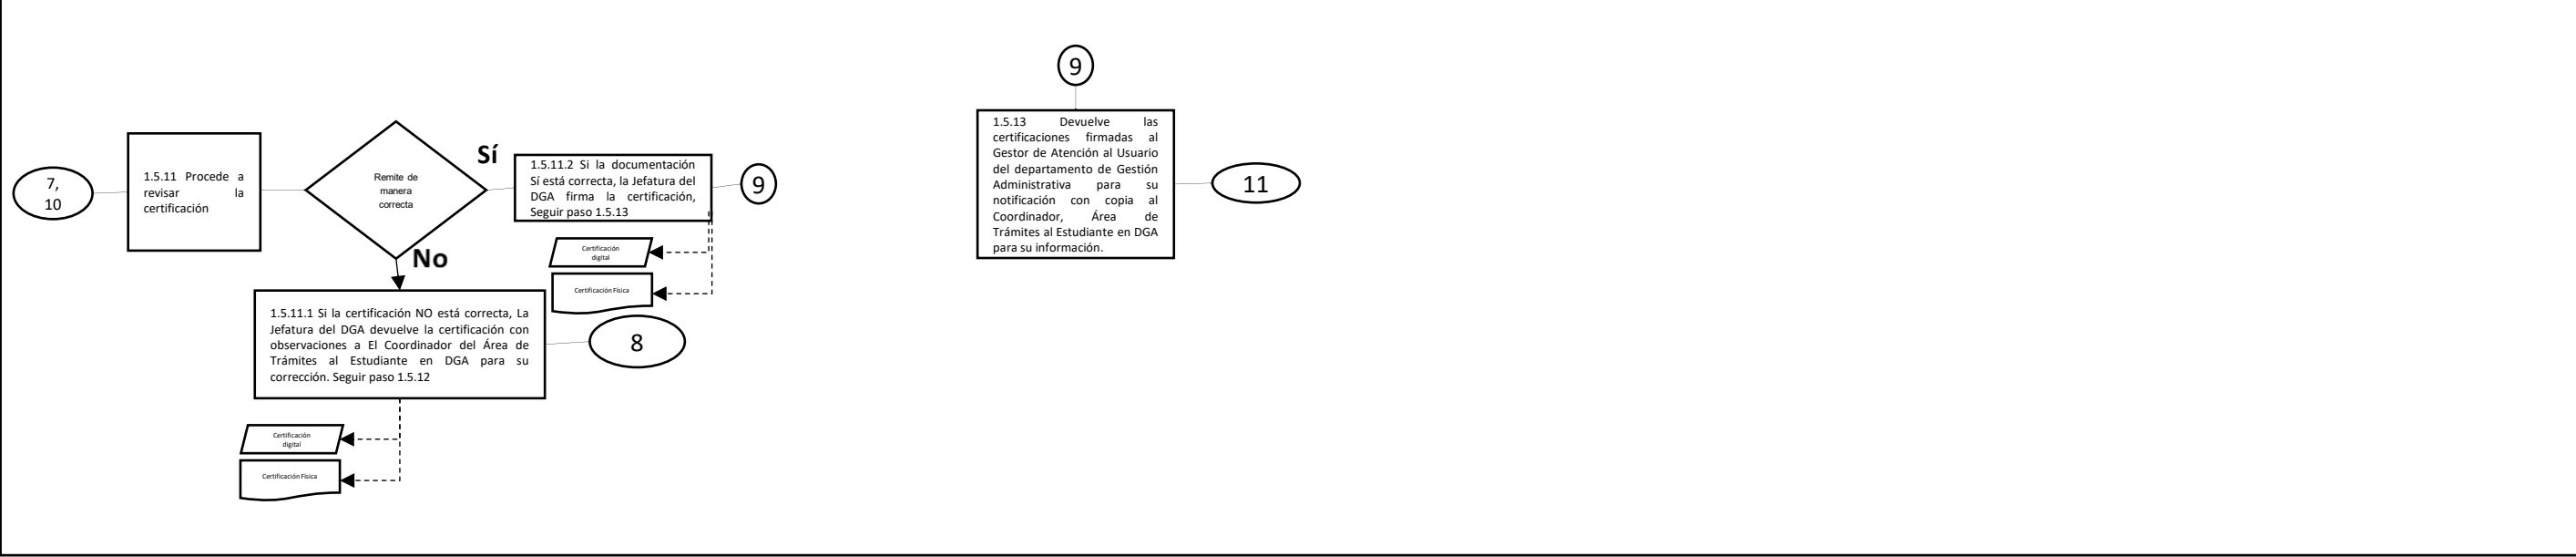 7,
10
1.5.11 Procede a
revisar la
certificación
Remite de
manera
correcta
Sí
1.5.11.2 Si la documentación
Sí está correcta, la Jefatura del
DGA firma la certificación,
Seguir paso 1.5.13
9
Certificación
digital
Certificación Física
No
1.5.11.1 Si la certificación NO está correcta, La
Jefatura del DGA devuelve la certificación con
observaciones a El Coordinador del Área de
Trámites al Estudiante en DGA para su
corrección. Seguir paso 1.5.12
8
Certificación
digital
Certificación Física
9
1.5.13 Devuelve las
certificaciones firmadas al
Gestor de Atención al Usuario
del departamento de Gestión
Administrativa para su
notificación con copia al
Coordinador, Área de
Trámites al Estudiante en DGA
para su información.
11